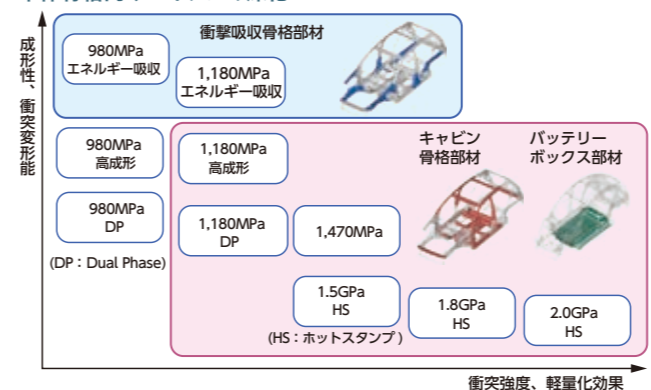 成形性、衝突変形能
衝撃吸収骨格部材
980MPa
エネルギー吸収
1,180MPa
エネルギー吸収
980MPa
高成形
1,180MPa
高成形
キャビン
骨格部材
バッテリー
ボックス部材
980MPa
DP
1,180MPa
DP
1,470MPa
(DP：Dual Phase)
1.5GPa
HS
1.8GPa
HS
2.0GPa
HS
(HS：ホットスタンプ)
衝突強度、軽量化効果